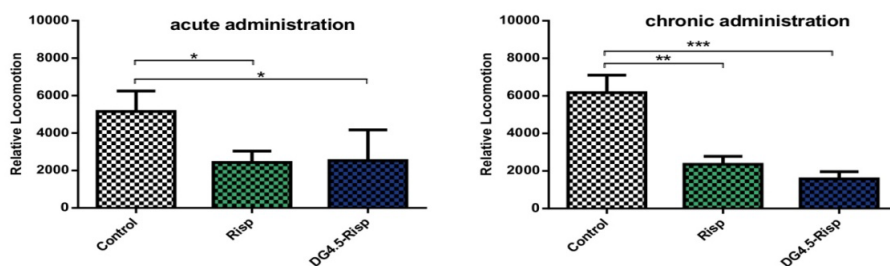 acute administration
Relative Locomotion
10000
8000
6000
4000
2000
0
*
*
Control
Risp
DG4.5-Risp
chronic administration
Relative Locomotion
10000
8000
6000
4000
2000
0
***
**
Control
Risp
DG4.5-Risp